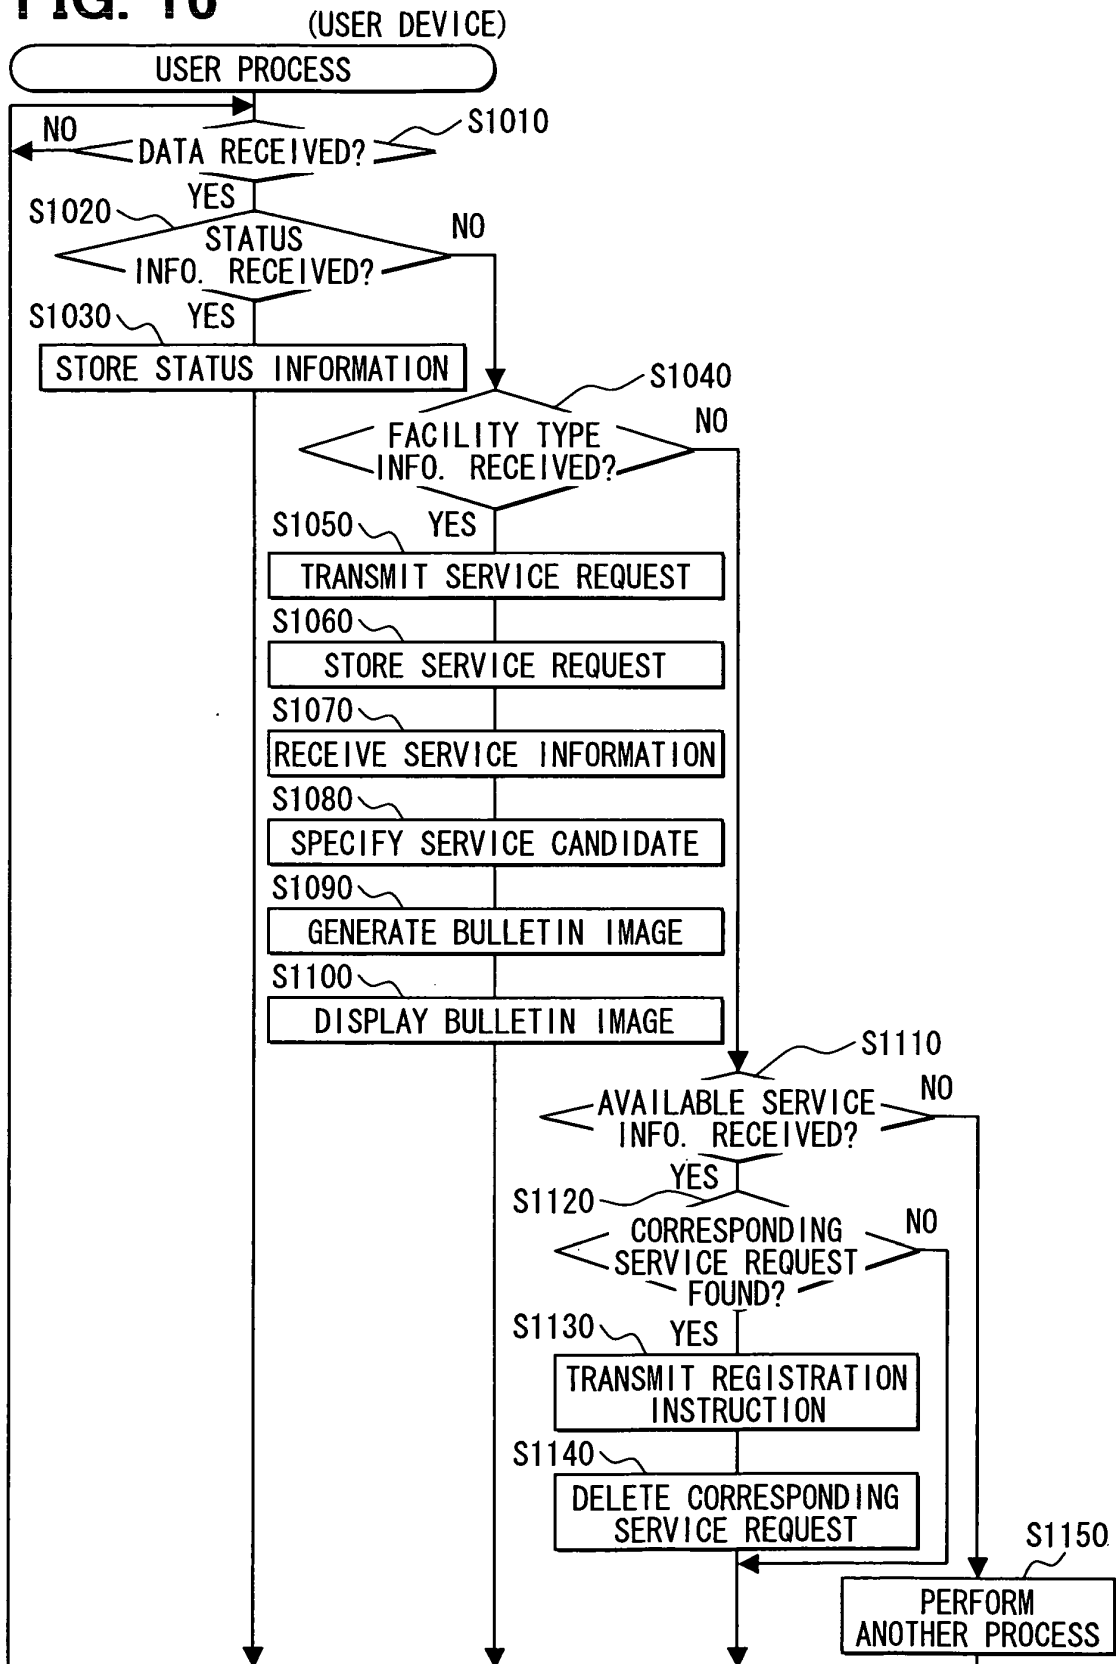 (USER DEVICE)
USER PROCESS
NO
DATA RECEIVED?
S1010
YES
S1020
STATUS
INFO. RECEIVED?
NO
S1030
YES
STORE STATUS INFORMATION
S1040
FACILITY TYPE
INFO. RECEIVED?
NO
S1050
YES
TRANSMIT SERVICE REQUEST
S1060
STORE SERVICE REQUEST
S1070
RECEIVE SERVICE INFORMATION
S1080
SPECIFY SERVICE CANDIDATE
S1090
GENERATE BULLETIN IMAGE
S1100
DISPLAY BULLETIN IMAGE
S1110
AVAILABLE SERVICE
INFO. RECEIVED?
NO
YES
S1120
CORRESPONDING
SERVICE REQUEST
FOUND?
NO
S1130
YES
TRANSMIT REGISTRATION
INSTRUCTION
S1140
DELETE CORRESPONDING
SERVICE REQUEST
S1150
PERFORM
ANOTHER PROCESS